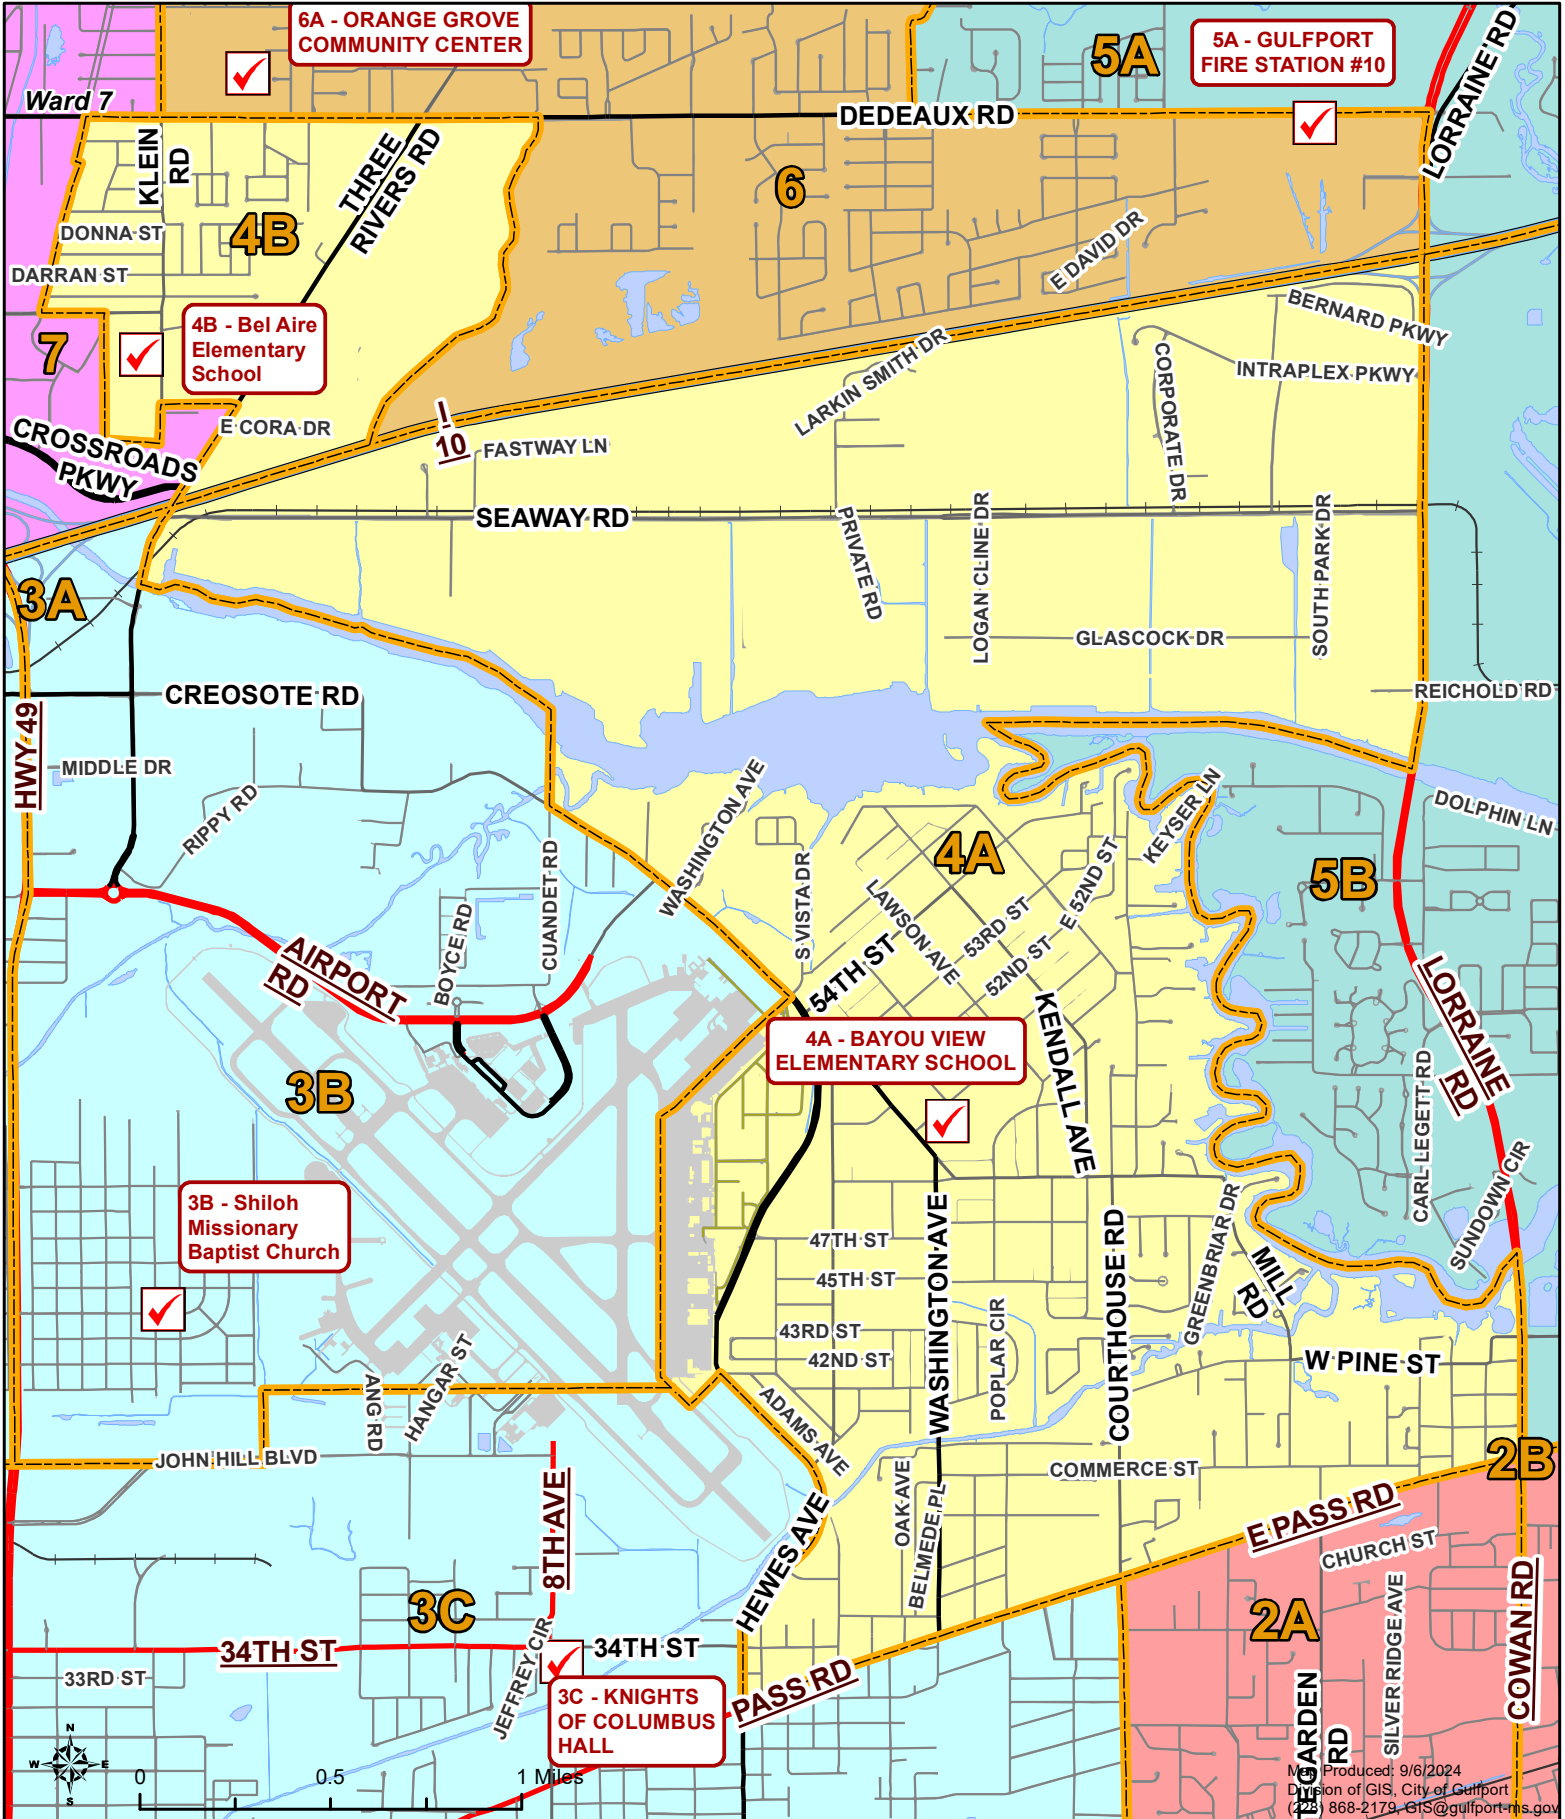 6A - ORANGE GROVE
COMMUNITY CENTER
5A
5A - GULFPORT
FIRE STATION #10
LORRAINE RD
Ward 7
DEDEAUX RD
KLEIN
RD
THREE
RIVERS RD
6
4B
DONNA ST
DARRAN ST
E DAVID DR
BERNARD PKWY
4B - Bel Aire
Elementary
School
7
LARKIN SMITH DR
CORPORATE DR
INTRAPLEX PKWY
E CORA DR
I
10
FASTWAY LN
CROSSROADS
PKWY
SEAWAY RD
PRIVATE RD
LOGAN CLINE DR
SOUTH PARK DR
3A
GLASCOCK DR
CREOSOTE RD
REICHOLD RD
HWY 49
MIDDLE DR
RIPPY RD
WASHINGTON AVE
KEYSER LN
DOLPHIN LN
4A
5B
CUANDET RD
S VISTA DR
LAWSON AVE
53RD ST
E 52ND ST
52ND ST
BOYCE RD
AIRPORT
RD
54TH ST
LORRAINE
RD
KENDALL AVE
4A - BAYOU VIEW
ELEMENTARY SCHOOL
3B
CARL LEGETT RD
SUNDOWN CIR
3B - Shiloh
Missionary
Baptist Church
GREENBRIAR DR
47TH ST
45TH ST
MILL
RD
WASHINGTON AVE
COURTHOUSE RD
POPLAR CIR
43RD ST
42ND ST
W PINE ST
ANG RD
HANGAR ST
ADAMS AVE
JOHN HILL BLVD
OAK AVE
COMMERCE ST
2B
8TH AVE
HEWES AVE
BELMEDE PL
E PASS RD
CHURCH ST
3C
2A
SILVER RIDGE AVE
COWAN RD
34TH ST
34TH ST
33RD ST
JEFFREY CIR
3C - KNIGHTS
OF COLUMBUS
HALL
PASS RD
TEGARDEN
RD
N
W E
S
0 0.5 1 Miles
Map Produced: 9/6/2024
Division of GIS, City of Gulfport
(228) 868-2179, GIS@gulfport-ms.gov